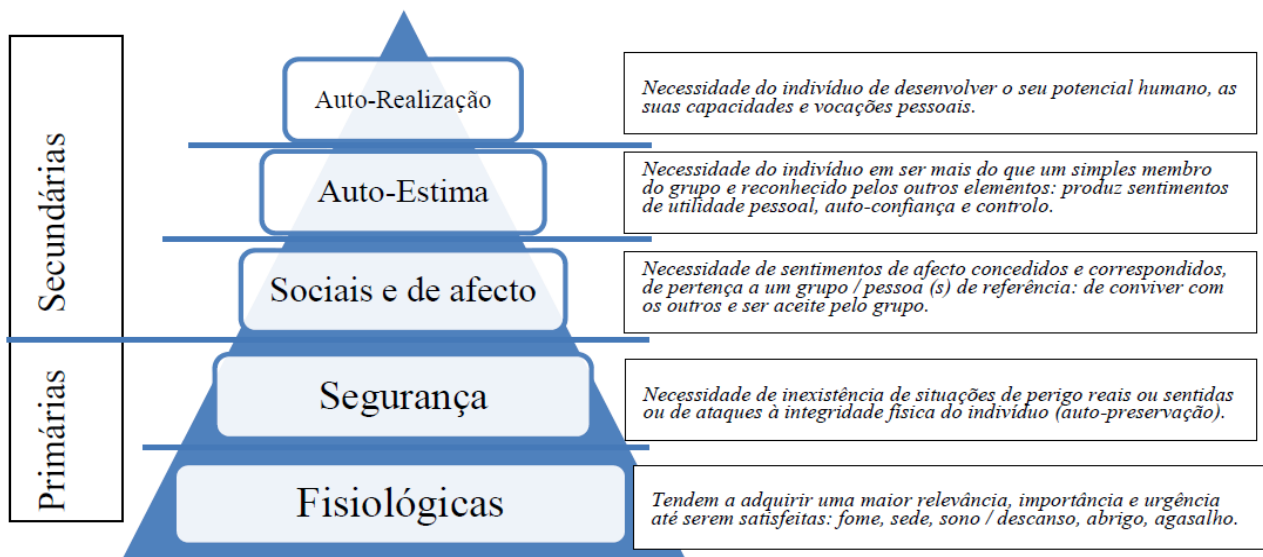 Secundárias
Auto-Realização
Necessidade do indivíduo de desenvolver o seu potencial humano, as
suas capacidades e vocações pessoais.
Auto-Estima
Necessidade do indivíduo em ser mais do que um simples membro
do grupo e reconhecido pelos outros elementos: produz sentimentos
de utilidade pessoal, auto-confiança e controlo.
Sociais e de afecto
Necessidade de sentimentos de afecto concedidos e correspondidos,
de pertença a um grupo / pessoa (s) de referência: de conviver com
os outros e ser aceite pelo grupo.
Primárias
Segurança
Necessidade de inexistência de situações de perigo reais ou sentidas
ou de ataques à integridade física do indivíduo (auto-preservação).
Fisiológicas
Tendem a adquirir uma maior relevância, importância e urgência
até serem satisfeitas: fome, sede, sono / descanso, abrigo, agasalho.